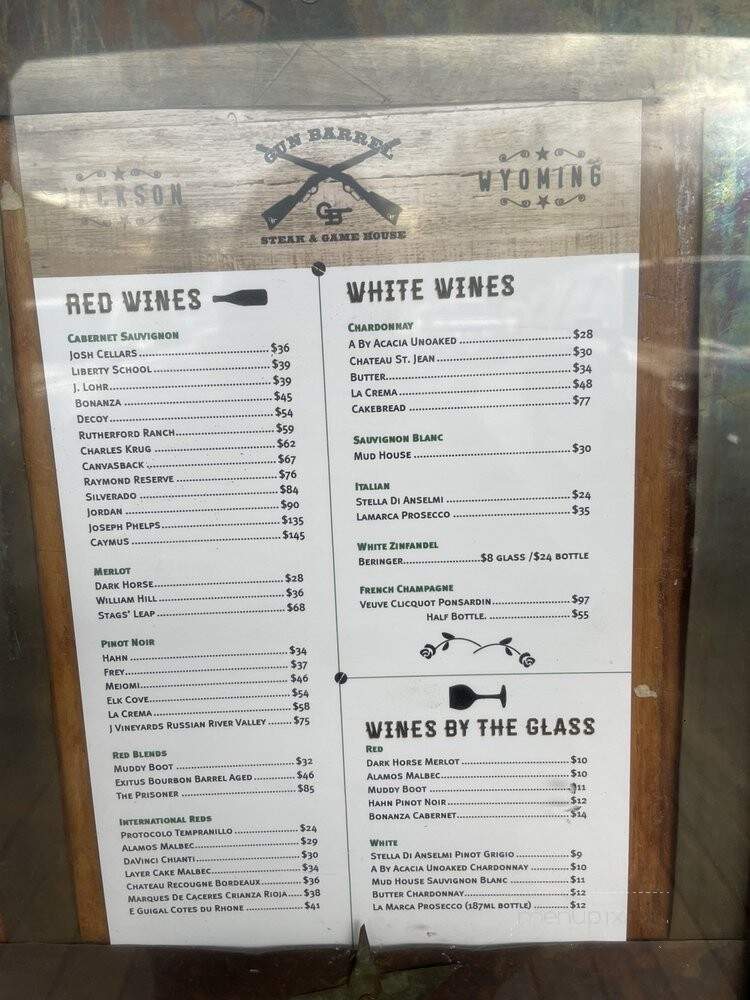 GUN BARREL
JACKSON
WYOMING
GB
STEAK & GAME HOUSE
RED WINES
CABERNET SAUVIGNON
JOSH CELLARS $36
LIBERTY SCHOOL $39
J. LOHR $39
BONANZA $45
DECOY $54
RUTHERFORD RANCH $59
CHARLES KRUG $62
CANVASBACK $67
RAYMOND RESERVE $76
SILVERADO $84
JORDAN $90
JOSEPH PHELPS $135
CAYMUS $145
MERLOT
DARK HORSE $28
WILLIAM HILL $36
STAGS' LEAP $68
PINOT NOIR
HAHN $34
FREY $37
MEIOMI $46
ELK COVE $54
LA CREMA $58
J VINEYARDS RUSSIAN RIVER VALLEY $75
RED BLENDS
MUDDY BOOT $32
EXITUS BOURBON BARREL AGED $46
THE PRISONER $85
INTERNATIONAL REDS
PROTOCOLO TEMPRANILLO $24
ALAMOS MALBEC $29
DAVINCI CHIANTI $30
LAYER CAKE MALBEC $34
CHATEAU RECOUGNE BORDEAUX $36
MARQUES DE CACERES CRIANZA RIOJA $38
E GUIGAL COTES DU RHONE $41
WHITE WINES
CHARDONNAY
A BY ACACIA UNOAKED $28
CHATEAU ST. JEAN $30
BUTTER $34
LA CREMA $48
CAKEBREAD $77
SAUVIGNON BLANC
MUD HOUSE $30
ITALIAN
STELLA DI ANSELMI $24
LAMARCA PROSECCO $35
WHITE ZINFANDEL
BERINGER $8 GLASS /$24 BOTTLE
FRENCH CHAMPAGNE
VEUVE CLICQUOT PONSARDIN $97
HALF BOTTLE. $55
WINES BY THE GLASS
RED
DARK HORSE MERLOT $10
ALAMOS MALBEC $10
MUDDY BOOT $11
HAHN PINOT NOIR $12
BONANZA CABERNET $14
WHITE
STELLA DI ANSELMI PINOT GRIGIO $9
A BY ACACIA UNOAKED CHARDONNAY $10
MUD HOUSE SAUVIGNON BLANC $11
BUTTER CHARDONNAY $12
LA MARCA PROSECCO (187ML BOTTLE) $12
menupix